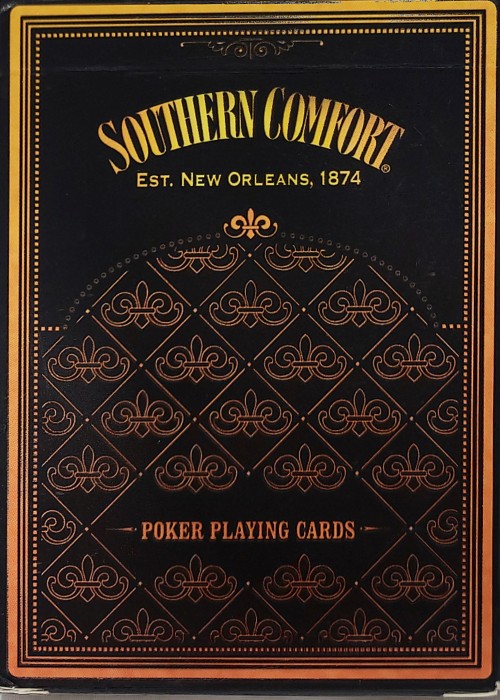 SOUTHERN COMFORT®
EST. NEW ORLEANS, 1874
POKER PLAYING CARDS